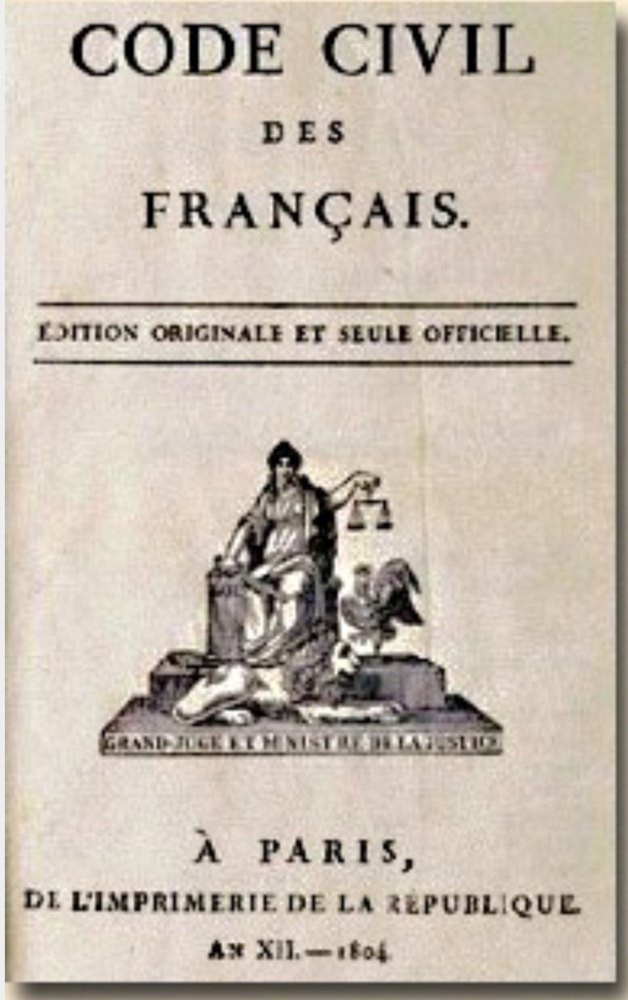 CODE CIVIL
DES
FRANÇAIS.
ÉDITION ORIGINALE ET SEULE OFFICIELLE.
GRAND-JUGE ET MINISTRE DE LA JUSTICE
À PARIS,
DE L'IMPRIMERIE DE LA RÉPUBLIQUE.
AN XII. — 1804.